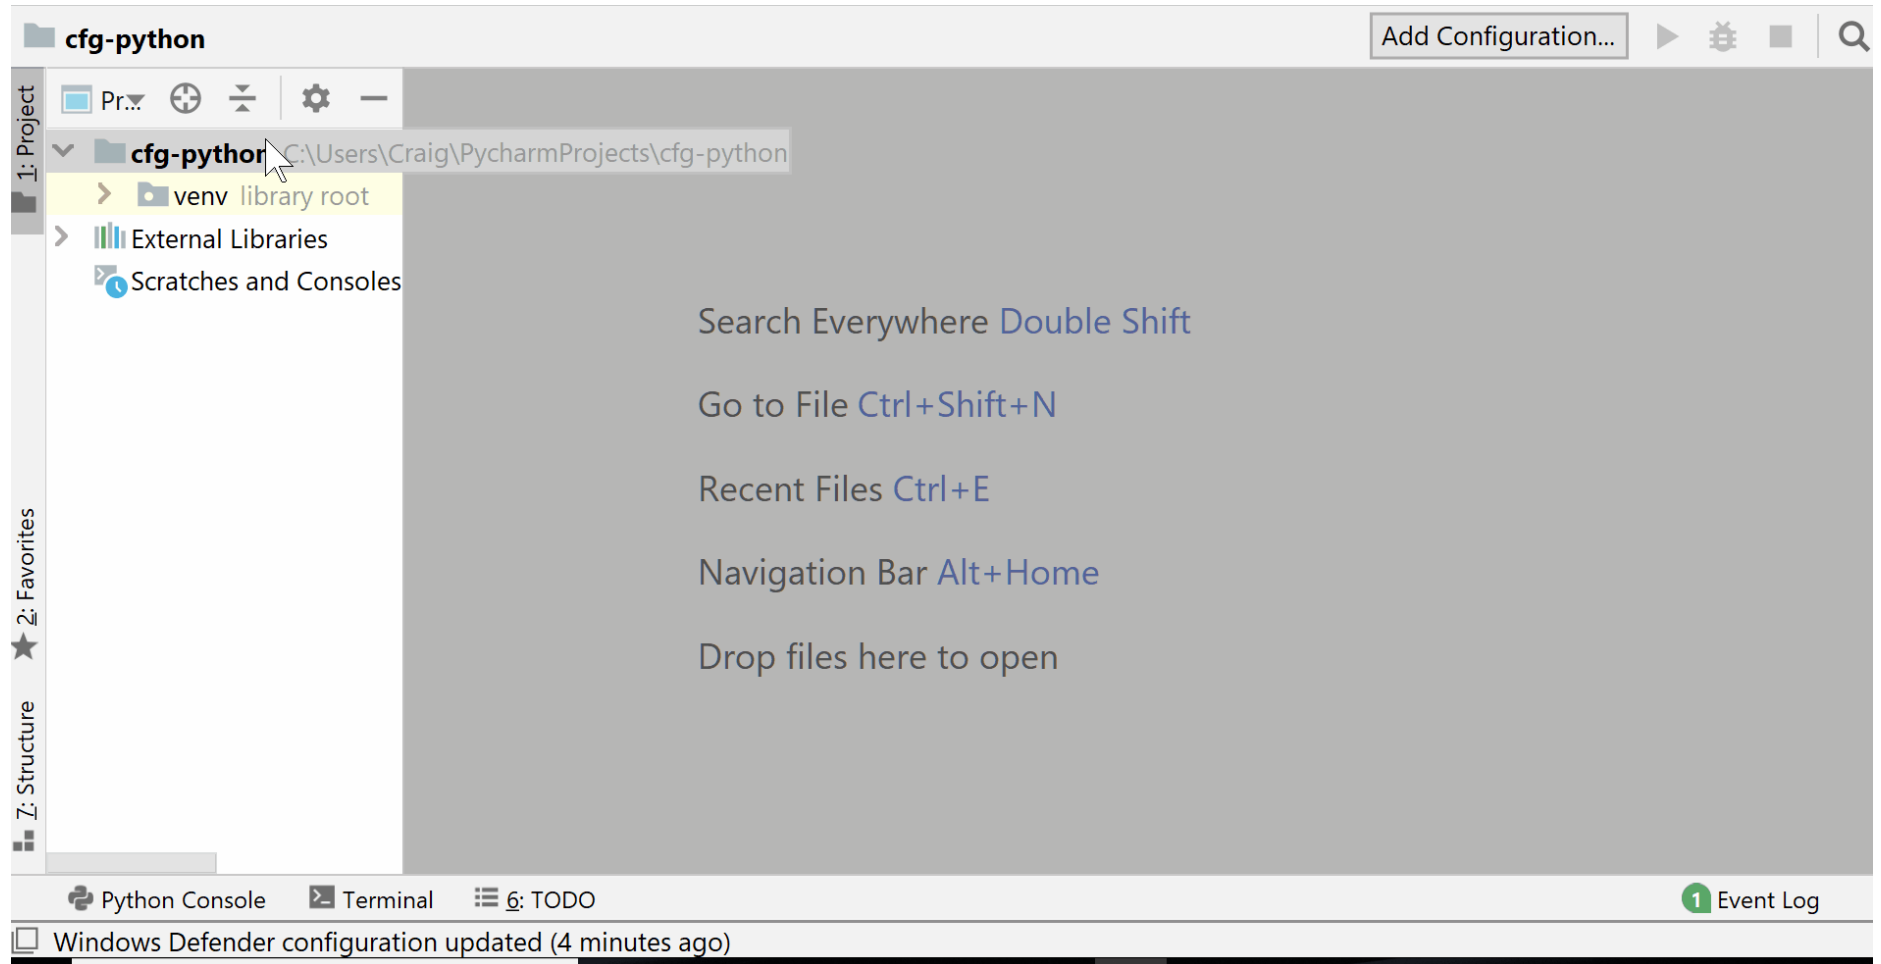 cfg-python
Add Configuration...
1: Project
Pr...
cfg-python C:\Users\Craig\PycharmProjects\cfg-python
venv library root
External Libraries
Scratches and Consoles
Search Everywhere Double Shift
Go to File Ctrl+Shift+N
Recent Files Ctrl+E
Navigation Bar Alt+Home
Drop files here to open
2: Favorites
7: Structure
Python Console
Terminal
6: TODO
1 Event Log
Windows Defender configuration updated (4 minutes ago)